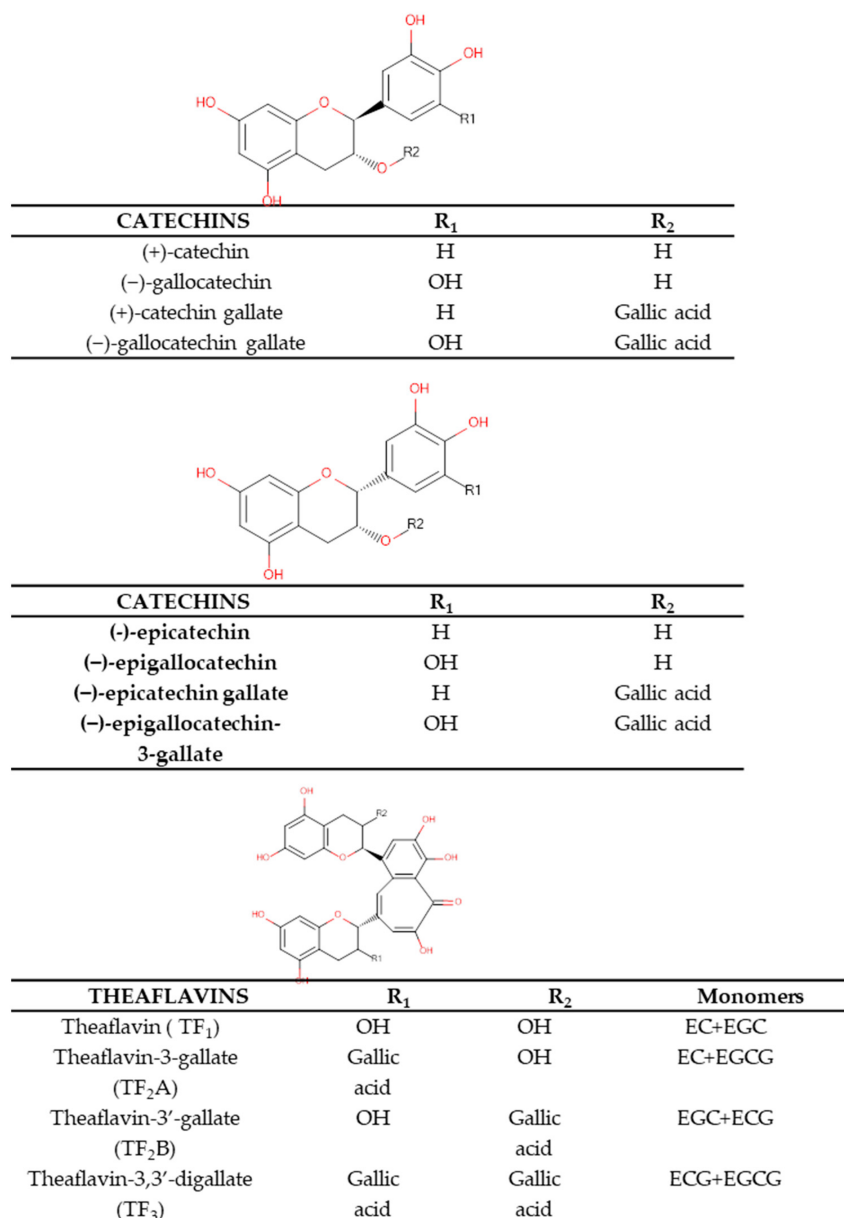 OH
OH
HO
O
R1
R2
O
OH
CATECHINS R₁ R₂
(+)-catechin H H
(−)-gallocatechin OH H
(+)-catechin gallate H Gallic acid
(−)-gallocatechin gallate OH Gallic acid
OH
OH
HO
O
R1
R2
O
OH
CATECHINS R₁ R₂
(-)-epicatechin H H
(−)-epigallocatechin OH H
(−)-epicatechin gallate H Gallic acid
(−)-epigallocatechin- OH Gallic acid
3-gallate
OH
R2
OH
HO
O
OH
O
HO
O
R1
OH
OH
THEAFLAVINS R₁ R₂ Monomers
Theaflavin ( TF₁) OH OH EC+EGC
Theaflavin-3-gallate Gallic OH EC+EGCG
(TF₂A) acid
Theaflavin-3′-gallate OH Gallic EGC+ECG
(TF₂B) acid
Theaflavin-3,3′-digallate Gallic Gallic ECG+EGCG
(TF₃) acid acid